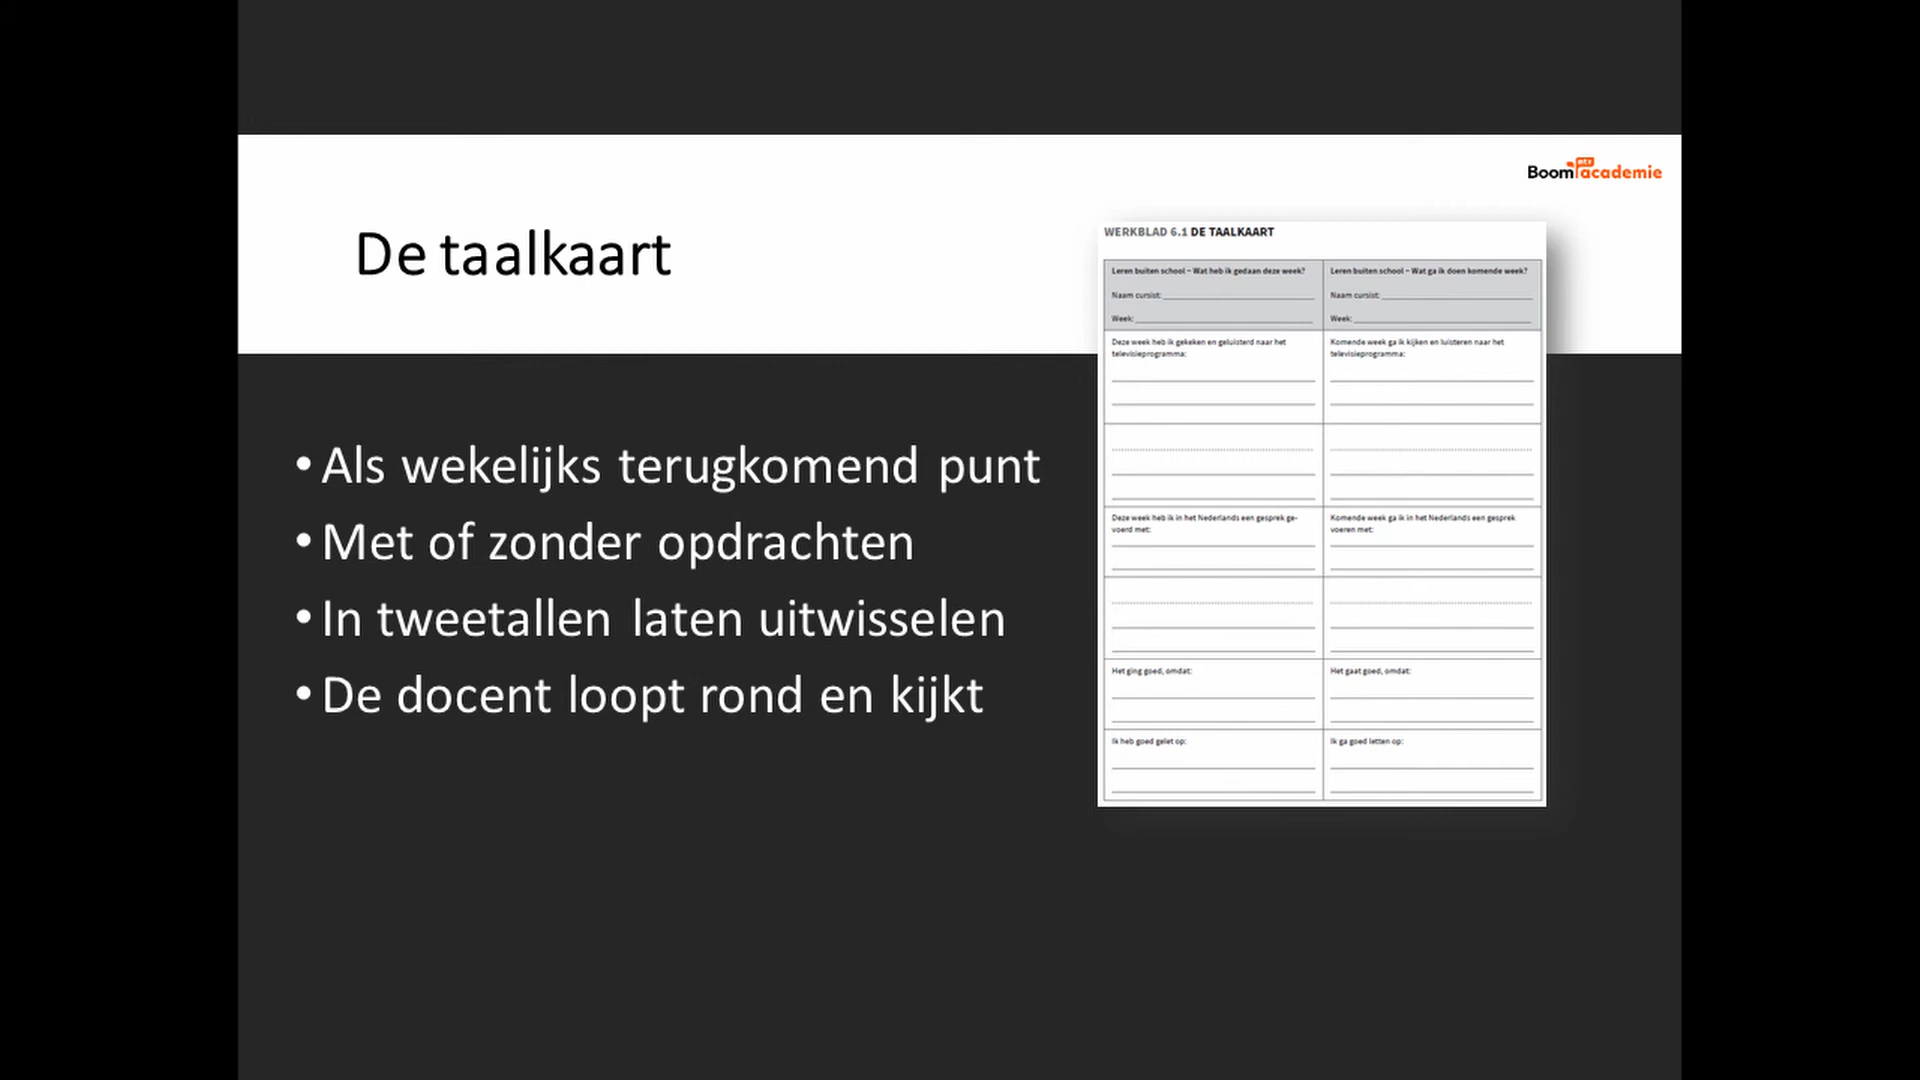 Boom nt2 academie
De taalkaart
• Als wekelijks terugkomend punt
• Met of zonder opdrachten
• In tweetallen laten uitwisselen
• De docent loopt rond en kijkt
WERKBLAD 6.1 DE TAALKAART
Leren buiten school – Wat heb ik gedaan deze week?
Naam cursist:
Week:
Leren buiten school – Wat ga ik doen komende week?
Naam cursist:
Week:
Deze week heb ik gekeken en geluisterd naar het
televisieprogramma:
Komende week ga ik kijken en luisteren naar het
televisieprogramma:
Deze week heb ik in het Nederlands een gesprek ge-
voerd met:
Komende week ga ik in het Nederlands een gesprek
voeren met:
Het ging goed, omdat:
Het gaat goed, omdat:
Ik heb goed gelet op:
Ik ga goed letten op: